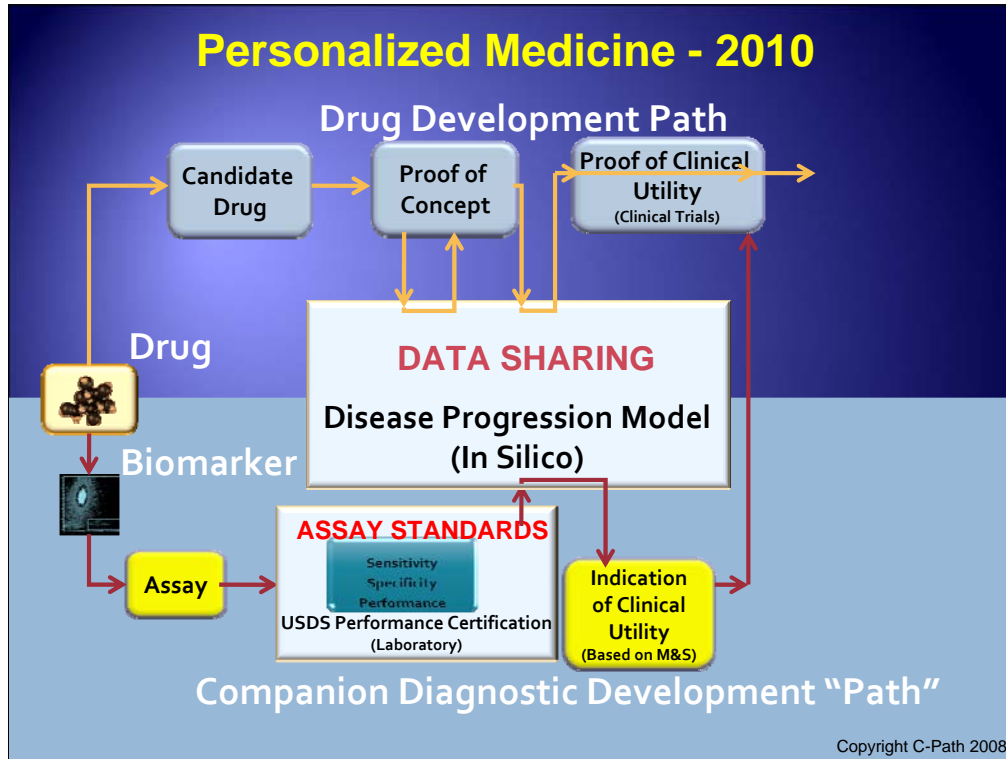 Personalized Medicine - 2010
Drug Development Path
Candidate
Drug
Proof of
Concept
Proof of Clinical
Utility
(Clinical Trials)
DATA SHARING
Disease Progression Model
(In Silico)
Drug
Biomarker
Assay
ASSAY STANDARDS
Sensitivity
Specificity
Performance
USDS Performance Certification
(Laboratory)
Indication
of Clinical
Utility
(Based on M&S)
Companion Diagnostic Development “Path”
Copyright C-Path 2008